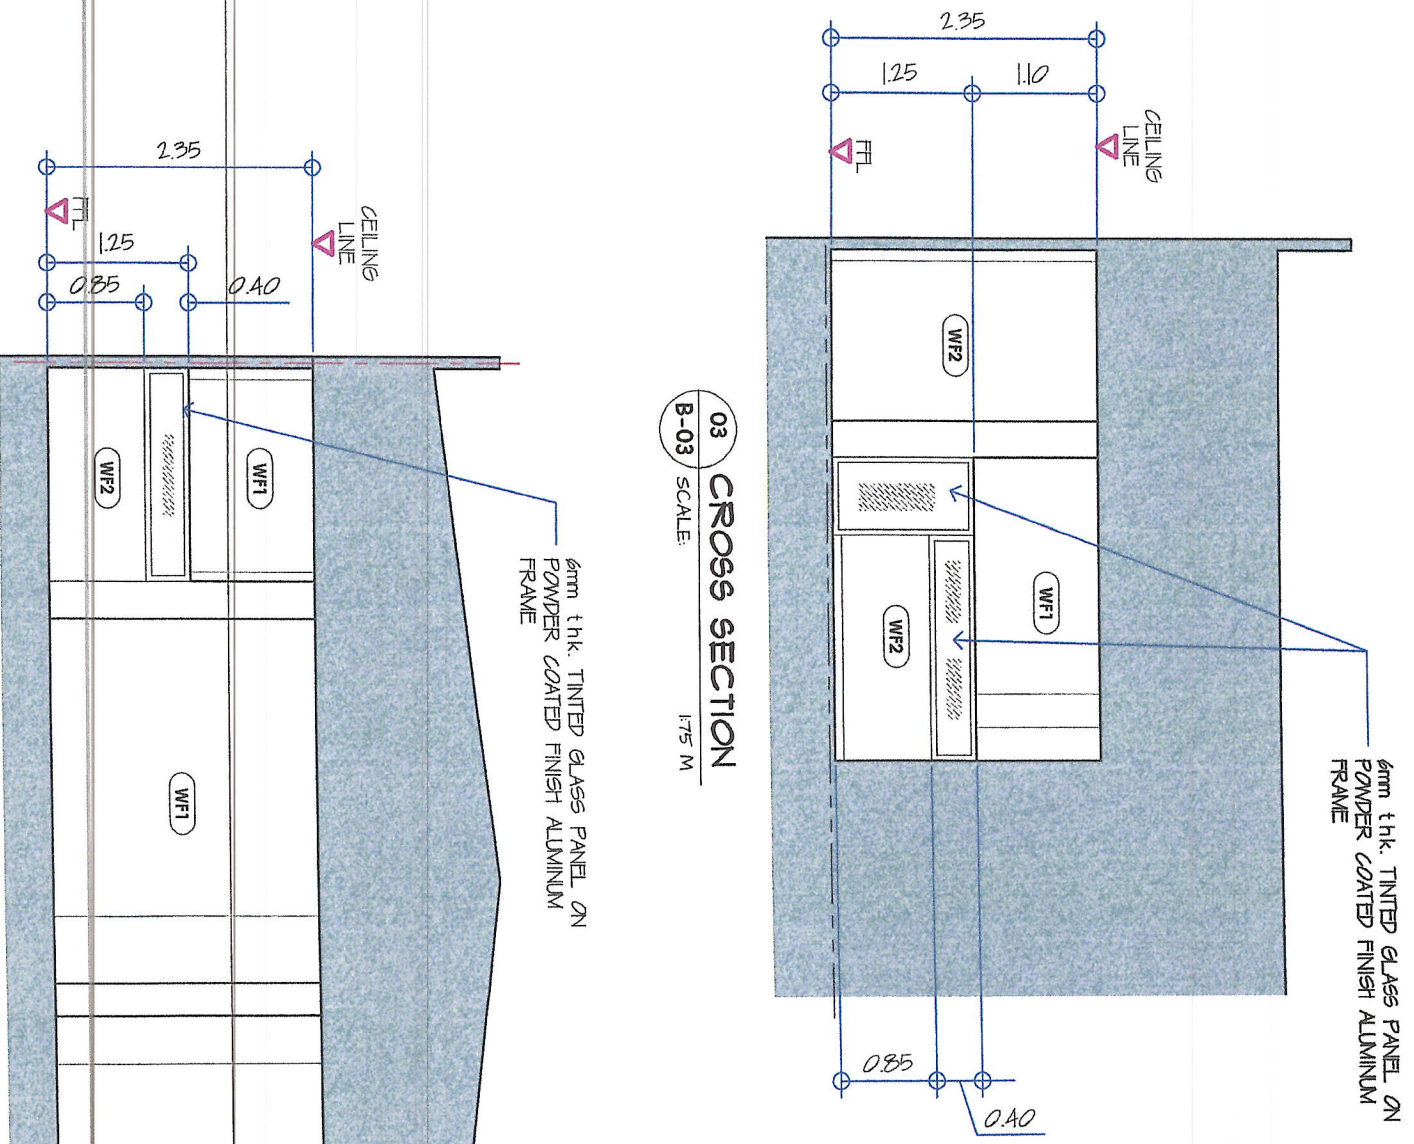 2.35
1.25
1.10
CEILING
LINE
FFL
WF2
WF1
WF2
6mm thk. TINTED GLASS PANEL ON
POWDER COATED FINISH ALUMINUM
FRAME
0.85
0.40
03
B-03
CROSS SECTION
SCALE:
1:75 M
2.35
CEILING
LINE
FFL
1.25
0.85
0.40
WF1
WF2
WF1
6mm thk. TINTED GLASS PANEL ON
POWDER COATED FINISH ALUMINUM
FRAME